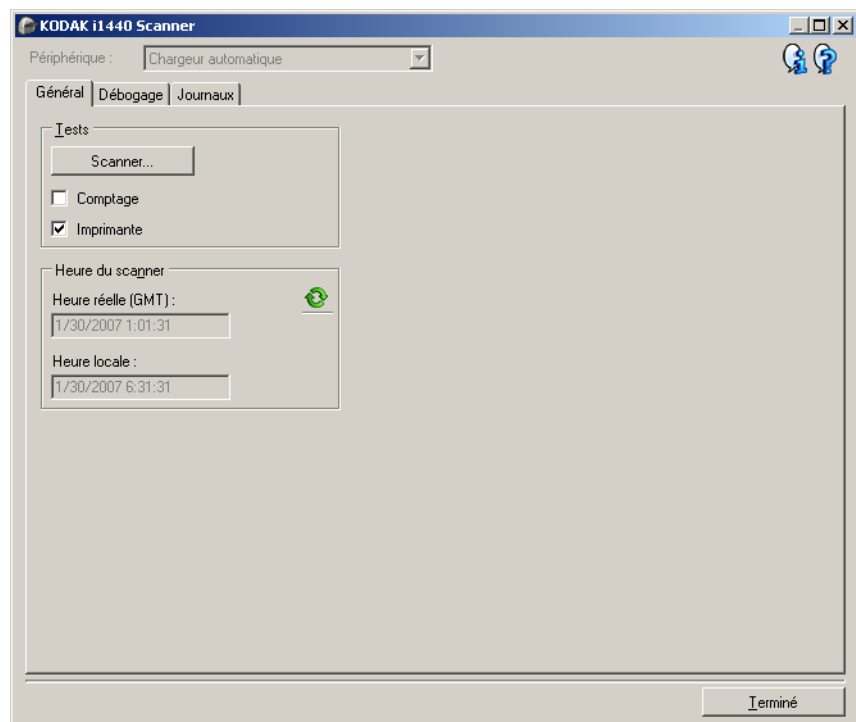 KODAK i1440 Scanner
Périphérique : Chargeur automatique
Général Débogage Journaux
Tests
Scanner...
Comptage
Imprimante
Heure du scanner
Heure réelle (GMT) :
1/30/2007 1:01:31
Heure locale :
1/30/2007 6:31:31
Terminé